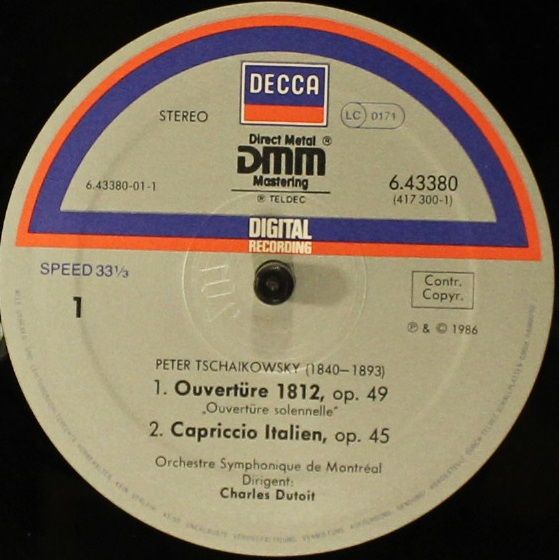 DECCA
STEREO
LC 0171
Direct Metal ®
DMM
Mastering
6.43380-01-1
6.43380
℗ TELDEC
(417 300-1)
DIGITAL
RECORDING
SPEED 33⅓
Contr.
Copyr.
1
℗ & © 1986
PETER TSCHAIKOWSKY (1840–1893)
1. Ouvertüre 1812, op. 49
„Ouvertüre solennelle“
2. Capriccio Italien, op. 45
Orchestre Symphonique de Montréal
Dirigent:
Charles Dutoit